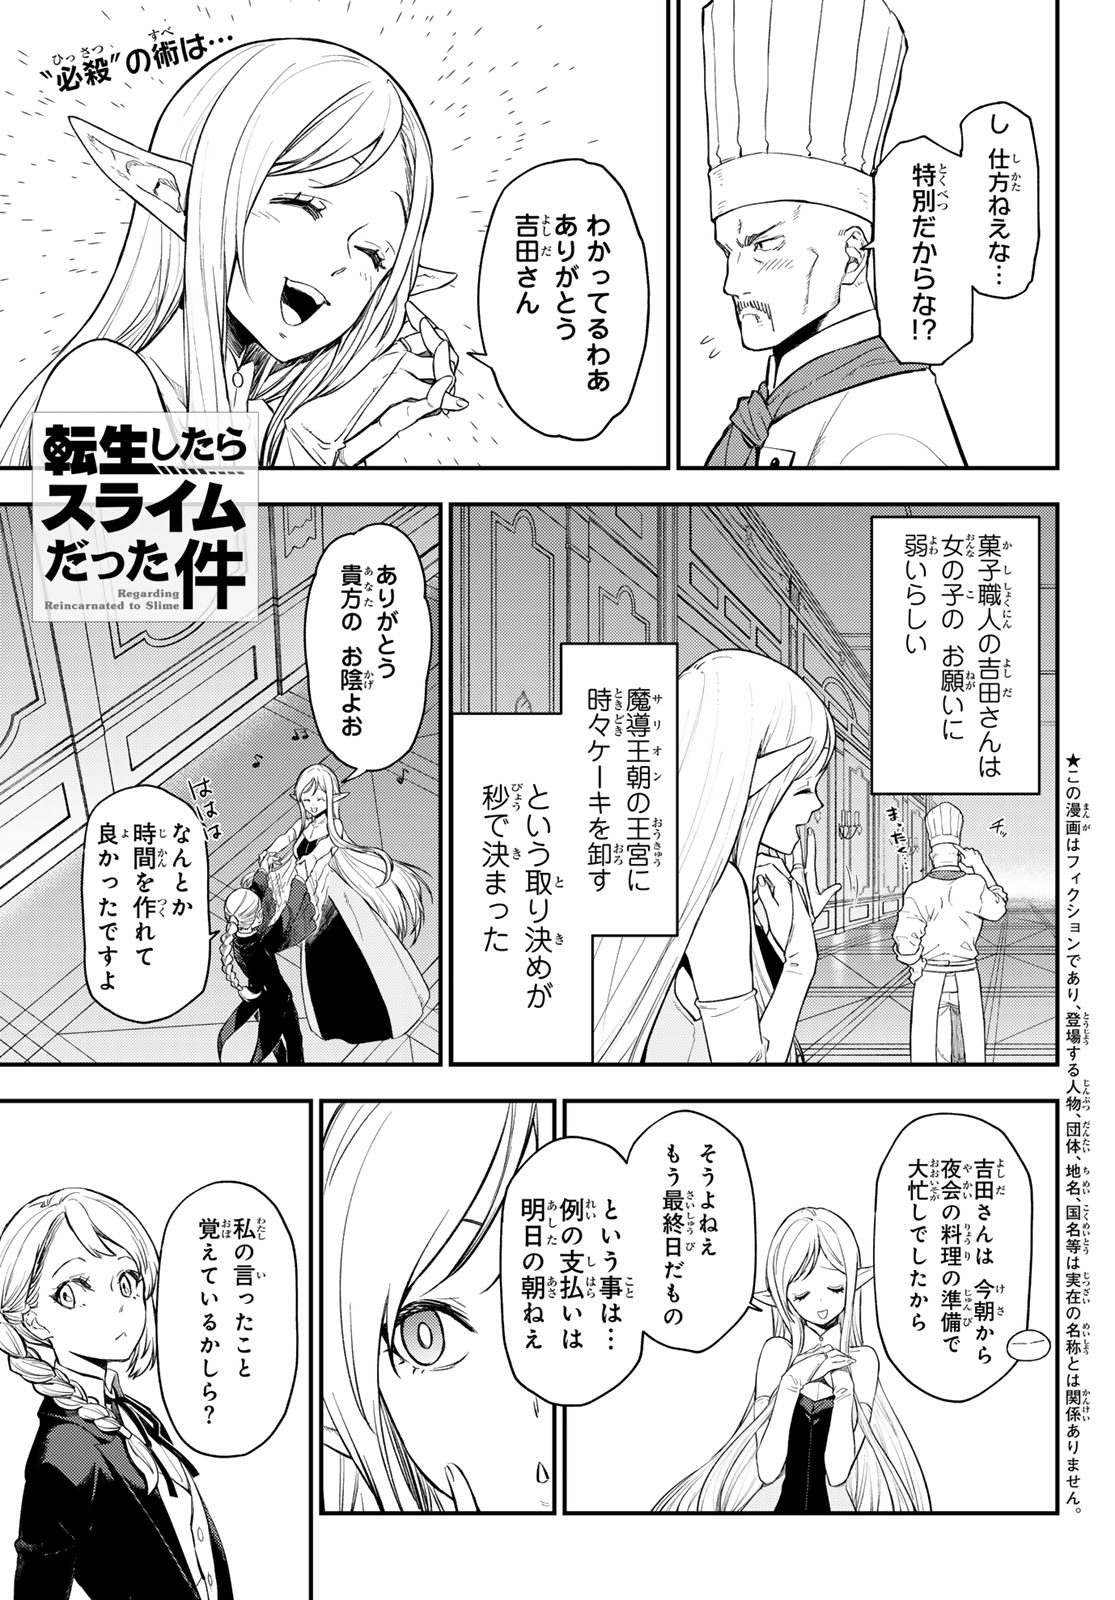 し 仕方ねえな…
特別だからな!?
わかってるわあ
ありがとう
吉田さん
“必殺”の術は…
転生したら
スライム
だった件
Regarding
Reincarnated to Slime
菓子職人の吉田さんは
女の子の お願いに
弱いらしい
チッ
まったく…
魔導王朝の王宮に
時々ケーキを卸す
という取り決めが
秒で決まった
ありがとう
貴方の お陰よお
ははは
なんとか
時間を作れて
良かったですよ
吉田さんは 今朝から
夜会の料理の準備で
大忙しでしたから
そうよねえ
もう最終日だもの
という事は…
例の支払いは
明日の朝ねえ
私の言ったこと
覚えているかしら?
★この漫画はフィクションであり、登場する人物、団体、地名、国名等は実在の名称とは関係ありません。